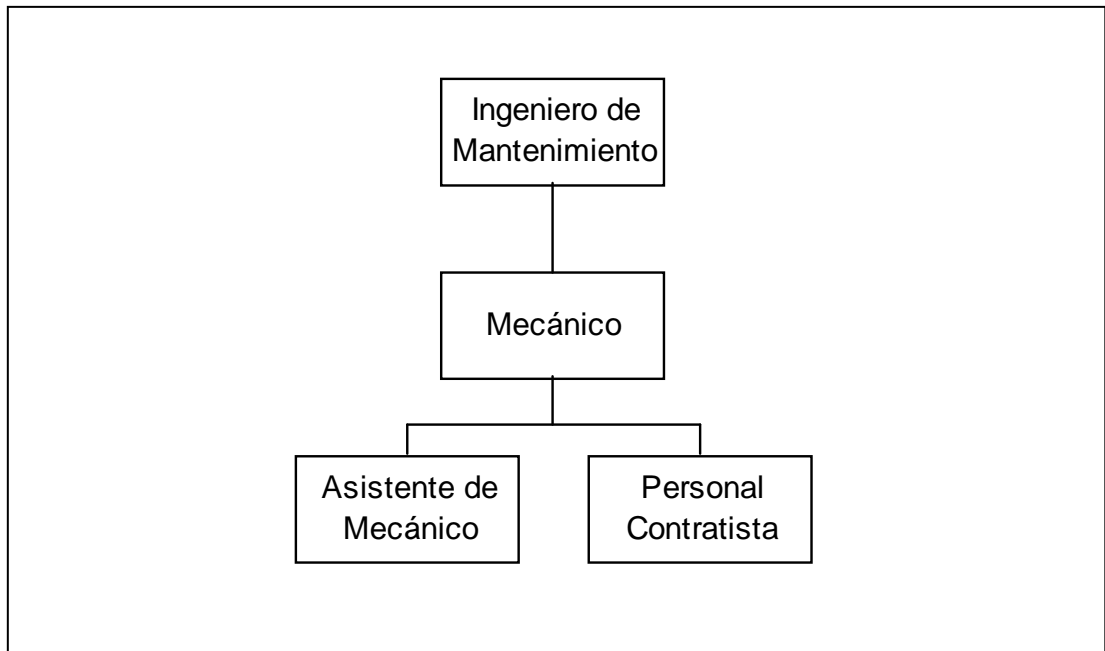 Ingeniero de
Mantenimiento
Mecánico
Asistente de
Mecánico
Personal
Contratista